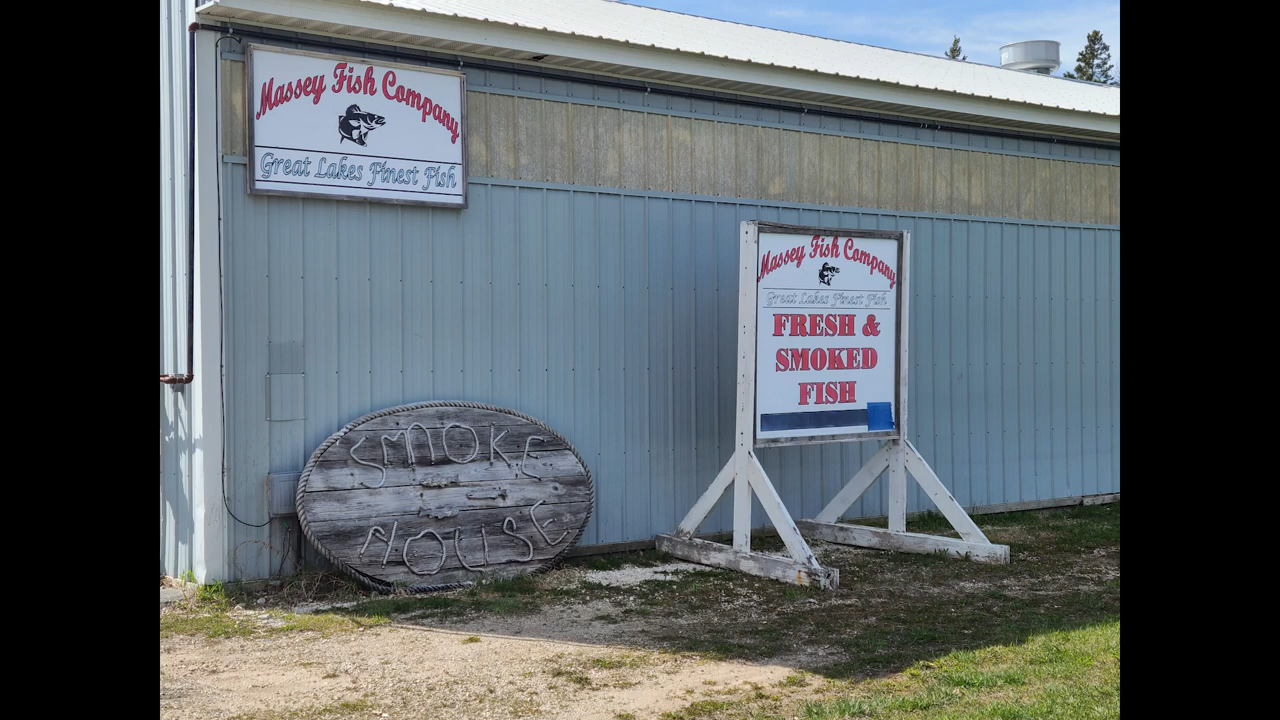 Massey Fish Company
Great Lakes Finest Fish
Massey Fish Company
Great Lakes Finest Fish
FRESH &
SMOKED
FISH
SMOKE
HOUSE